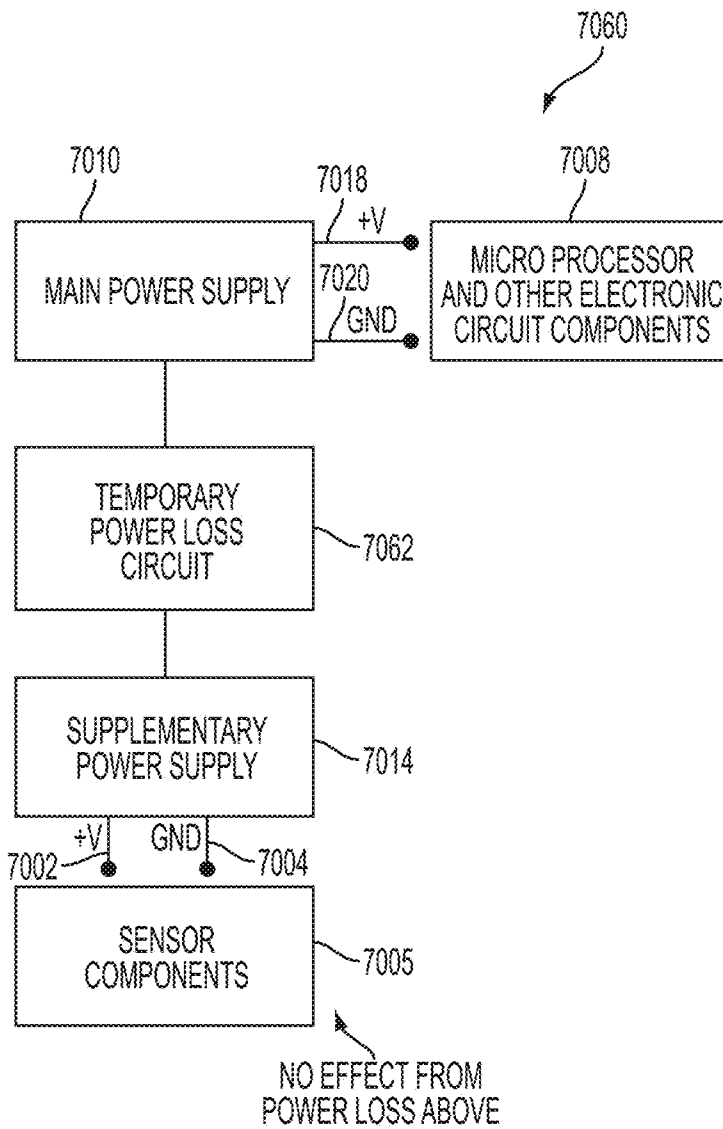 7060
7010
7018
+V
7008
MAIN POWER SUPPLY
7020
GND
MICRO PROCESSOR
AND OTHER ELECTRONIC
CIRCUIT COMPONENTS
TEMPORARY
POWER LOSS
CIRCUIT
7062
SUPPLEMENTARY
POWER SUPPLY
7014
+V
GND
7002
7004
SENSOR
COMPONENTS
7005
NO EFFECT FROM
POWER LOSS ABOVE